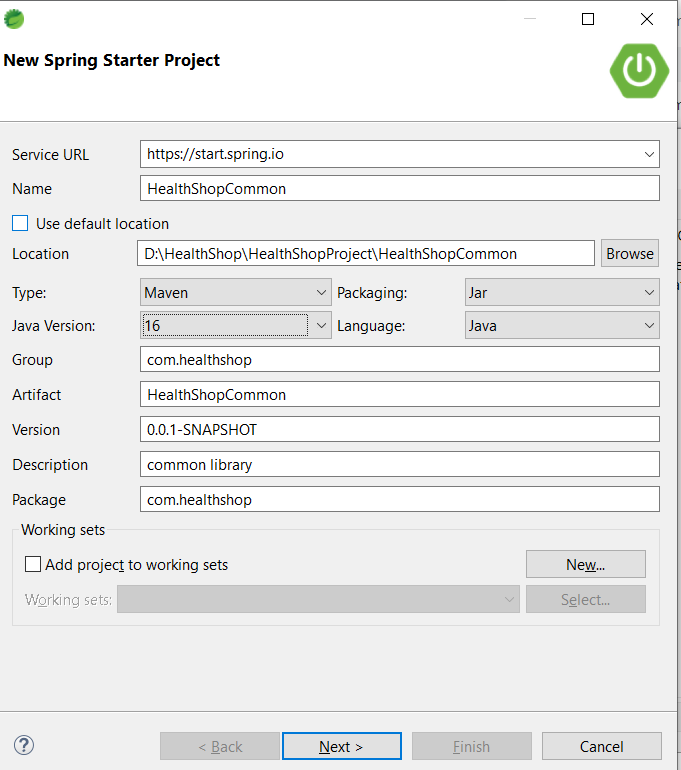 New Spring Starter Project
Service URL https://start.spring.io
Name HealthShopCommon
Use default location
Location D:\HealthShop\HealthShopProject\HealthShopCommon Browse
Type: Maven Packaging: Jar
Java Version: 16 Language: Java
Group com.healthshop
Artifact HealthShopCommon
Version 0.0.1-SNAPSHOT
Description common library
Package com.healthshop
Working sets
Add project to working sets New...
Working sets: Select...
? < Back Next > Finish Cancel